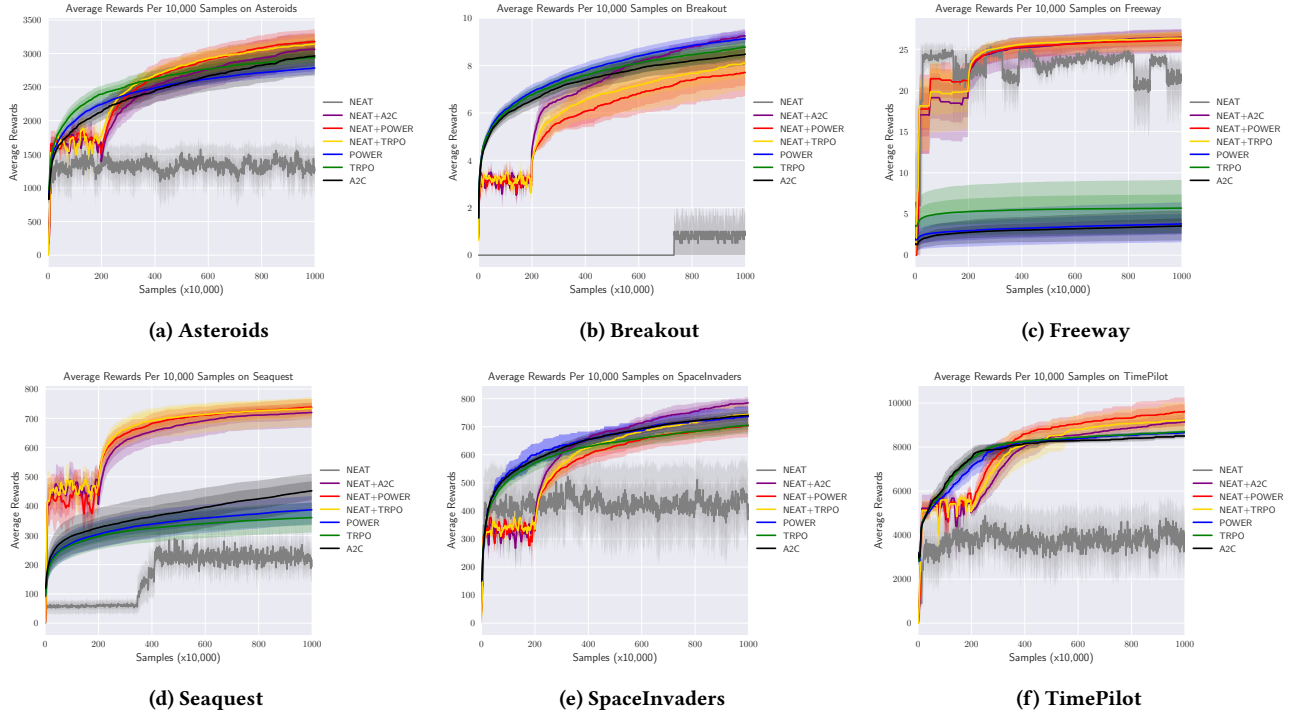 Average Rewards Per 10,000 Samples on Asteroids
3500
3000
2500
2000
1500
1000
500
0
Average Rewards
0 200 400 600 800 1000
Samples (x10,000)
NEAT
NEAT+A2C
NEAT+POWER
NEAT+TRPO
POWER
TRPO
A2C
(a) Asteroids
Average Rewards Per 10,000 Samples on Breakout
10
8
6
4
2
0
Average Rewards
0 200 400 600 800 1000
Samples (x10,000)
NEAT
NEAT+A2C
NEAT+POWER
NEAT+TRPO
POWER
TRPO
A2C
(b) Breakout
Average Rewards Per 10,000 Samples on Freeway
25
20
15
10
5
0
Average Rewards
0 200 400 600 800 1000
Samples (x10,000)
NEAT
NEAT+A2C
NEAT+POWER
NEAT+TRPO
POWER
TRPO
A2C
(c) Freeway
Average Rewards Per 10,000 Samples on Seaquest
800
700
600
500
400
300
200
100
0
Average Rewards
0 200 400 600 800 1000
Samples (x10,000)
NEAT
NEAT+A2C
NEAT+POWER
NEAT+TRPO
POWER
TRPO
A2C
(d) Seaquest
Average Rewards Per 10,000 Samples on SpaceInvaders
800
700
600
500
400
300
200
100
0
Average Rewards
0 200 400 600 800 1000
Samples (x10,000)
NEAT
NEAT+A2C
NEAT+POWER
NEAT+TRPO
POWER
TRPO
A2C
(e) SpaceInvaders
Average Rewards Per 10,000 Samples on TimePilot
10000
8000
6000
4000
2000
0
Average Rewards
0 200 400 600 800 1000
Samples (x10,000)
NEAT
NEAT+A2C
NEAT+POWER
NEAT+TRPO
POWER
TRPO
A2C
(f) TimePilot